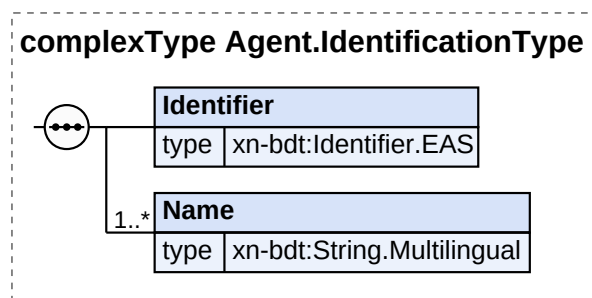 complexType Agent.IdentificationType
Identifier
type xn-bdt:Identifier.EAS
1..* Name
type xn-bdt:String.Multilingual